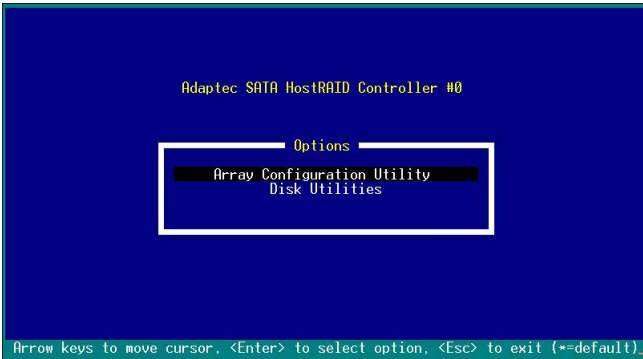 Adaptec SATA HostRAID Controller #0
Options
Array Configuration Utility
Disk Utilities
Arrow keys to move cursor, <Enter> to select option, <Esc> to exit (*=default)_